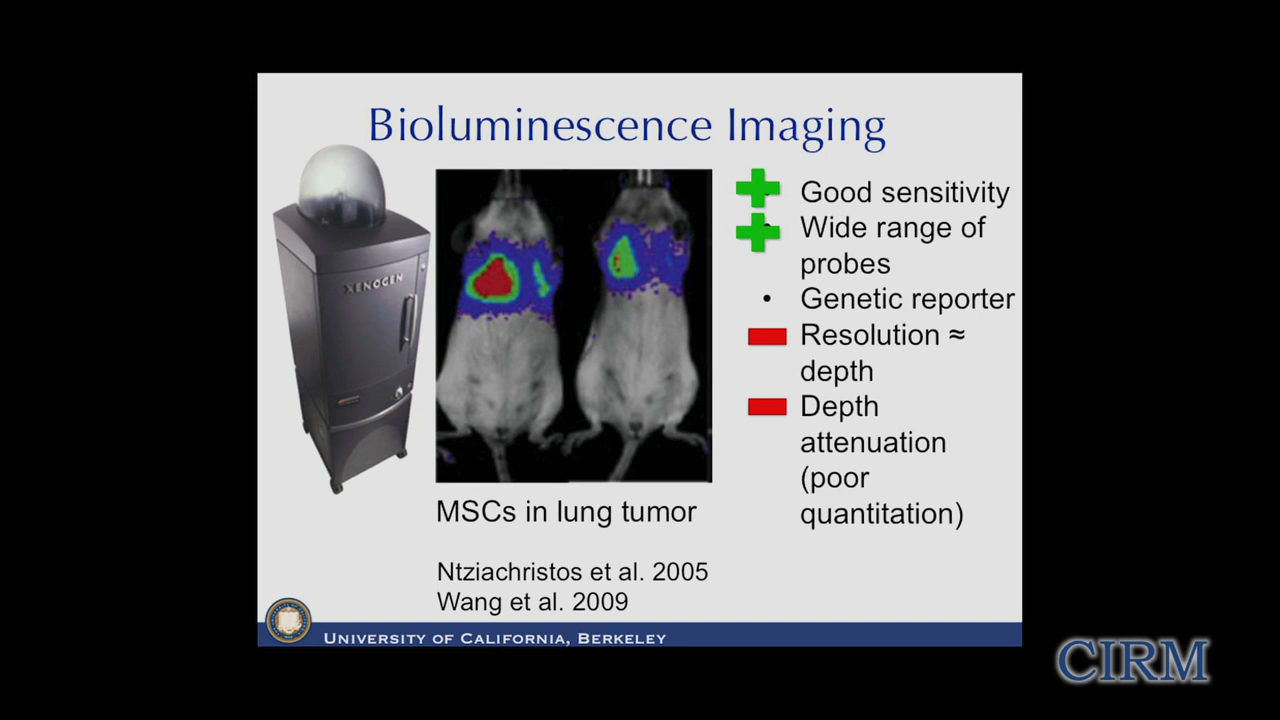 Bioluminescence Imaging
XENOGEN
Good sensitivity
Wide range of
probes
• Genetic reporter
Resolution ≈
depth
Depth
attenuation
(poor
quantitation)
MSCs in lung tumor
Ntziachristos et al. 2005
Wang et al. 2009
UNIVERSITY OF CALIFORNIA, BERKELEY
CIRM